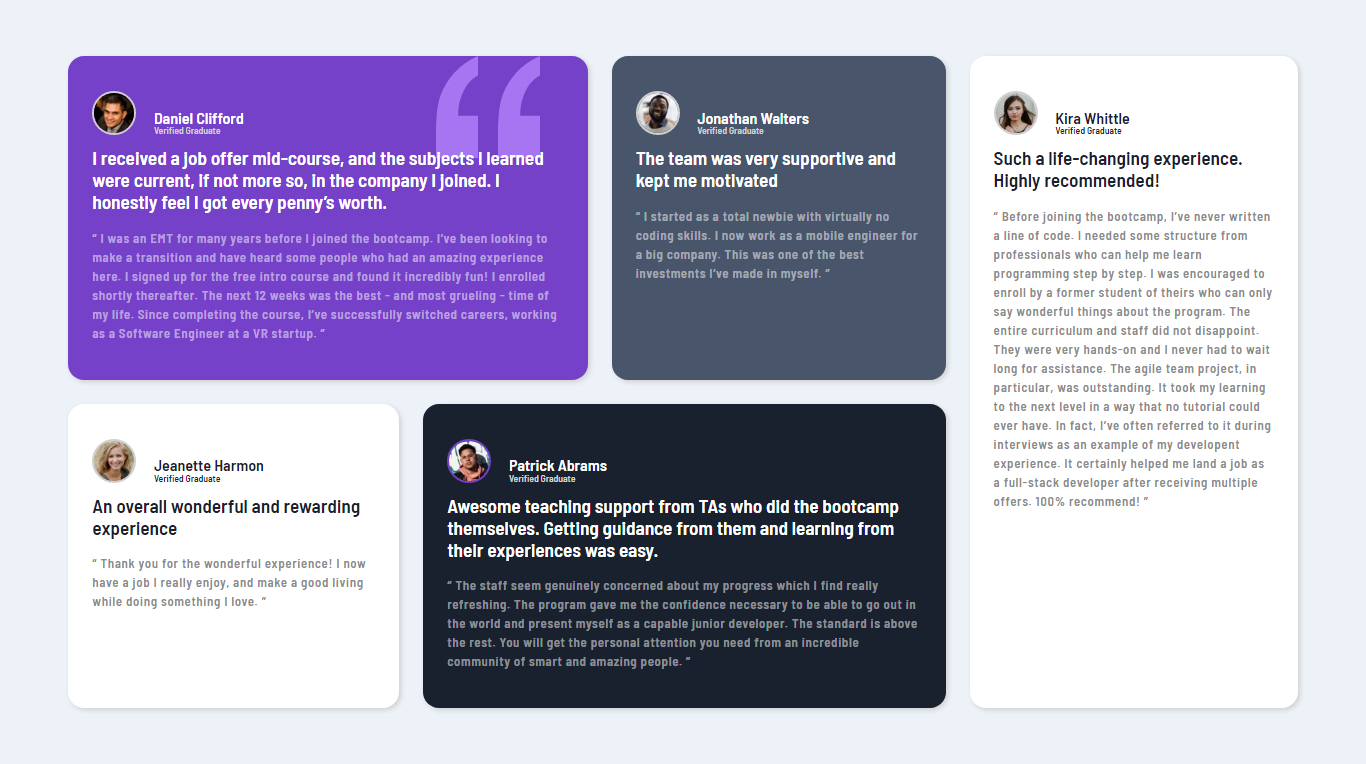 Daniel Clifford
Verified Graduate
I received a job offer mid-course, and the subjects I learned
were current, if not more so, in the company I joined. I
honestly feel I got every penny’s worth.
“ I was an EMT for many years before I joined the bootcamp. I’ve been looking to
make a transition and have heard some people who had an amazing experience
here. I signed up for the free intro course and found it incredibly fun! I enrolled
shortly thereafter. The next 12 weeks was the best - and most grueling - time of
my life. Since completing the course, I’ve successfully switched careers, working
as a Software Engineer at a VR startup. ”
Jonathan Walters
Verified Graduate
The team was very supportive and
kept me motivated
“ I started as a total newbie with virtually no
coding skills. I now work as a mobile engineer for
a big company. This was one of the best
investments I’ve made in myself. ”
Kira Whittle
Verified Graduate
Such a life-changing experience.
Highly recommended!
“ Before joining the bootcamp, I’ve never written
a line of code. I needed some structure from
professionals who can help me learn
programming step by step. I was encouraged to
enroll by a former student of theirs who can only
say wonderful things about the program. The
entire curriculum and staff did not disappoint.
They were very hands-on and I never had to wait
long for assistance. The agile team project, in
particular, was outstanding. It took my learning
to the next level in a way that no tutorial could
ever have. In fact, I’ve often referred to it during
interviews as an example of my developent
experience. It certainly helped me land a job as
a full-stack developer after receiving multiple
offers. 100% recommend! ”
Jeanette Harmon
Verified Graduate
An overall wonderful and rewarding
experience
“ Thank you for the wonderful experience! I now
have a job I really enjoy, and make a good living
while doing something I love. ”
Patrick Abrams
Verified Graduate
Awesome teaching support from TAs who did the bootcamp
themselves. Getting guidance from them and learning from
their experiences was easy.
“ The staff seem genuinely concerned about my progress which I find really
refreshing. The program gave me the confidence necessary to be able to go out in
the world and present myself as a capable junior developer. The standard is above
the rest. You will get the personal attention you need from an incredible
community of smart and amazing people. ”